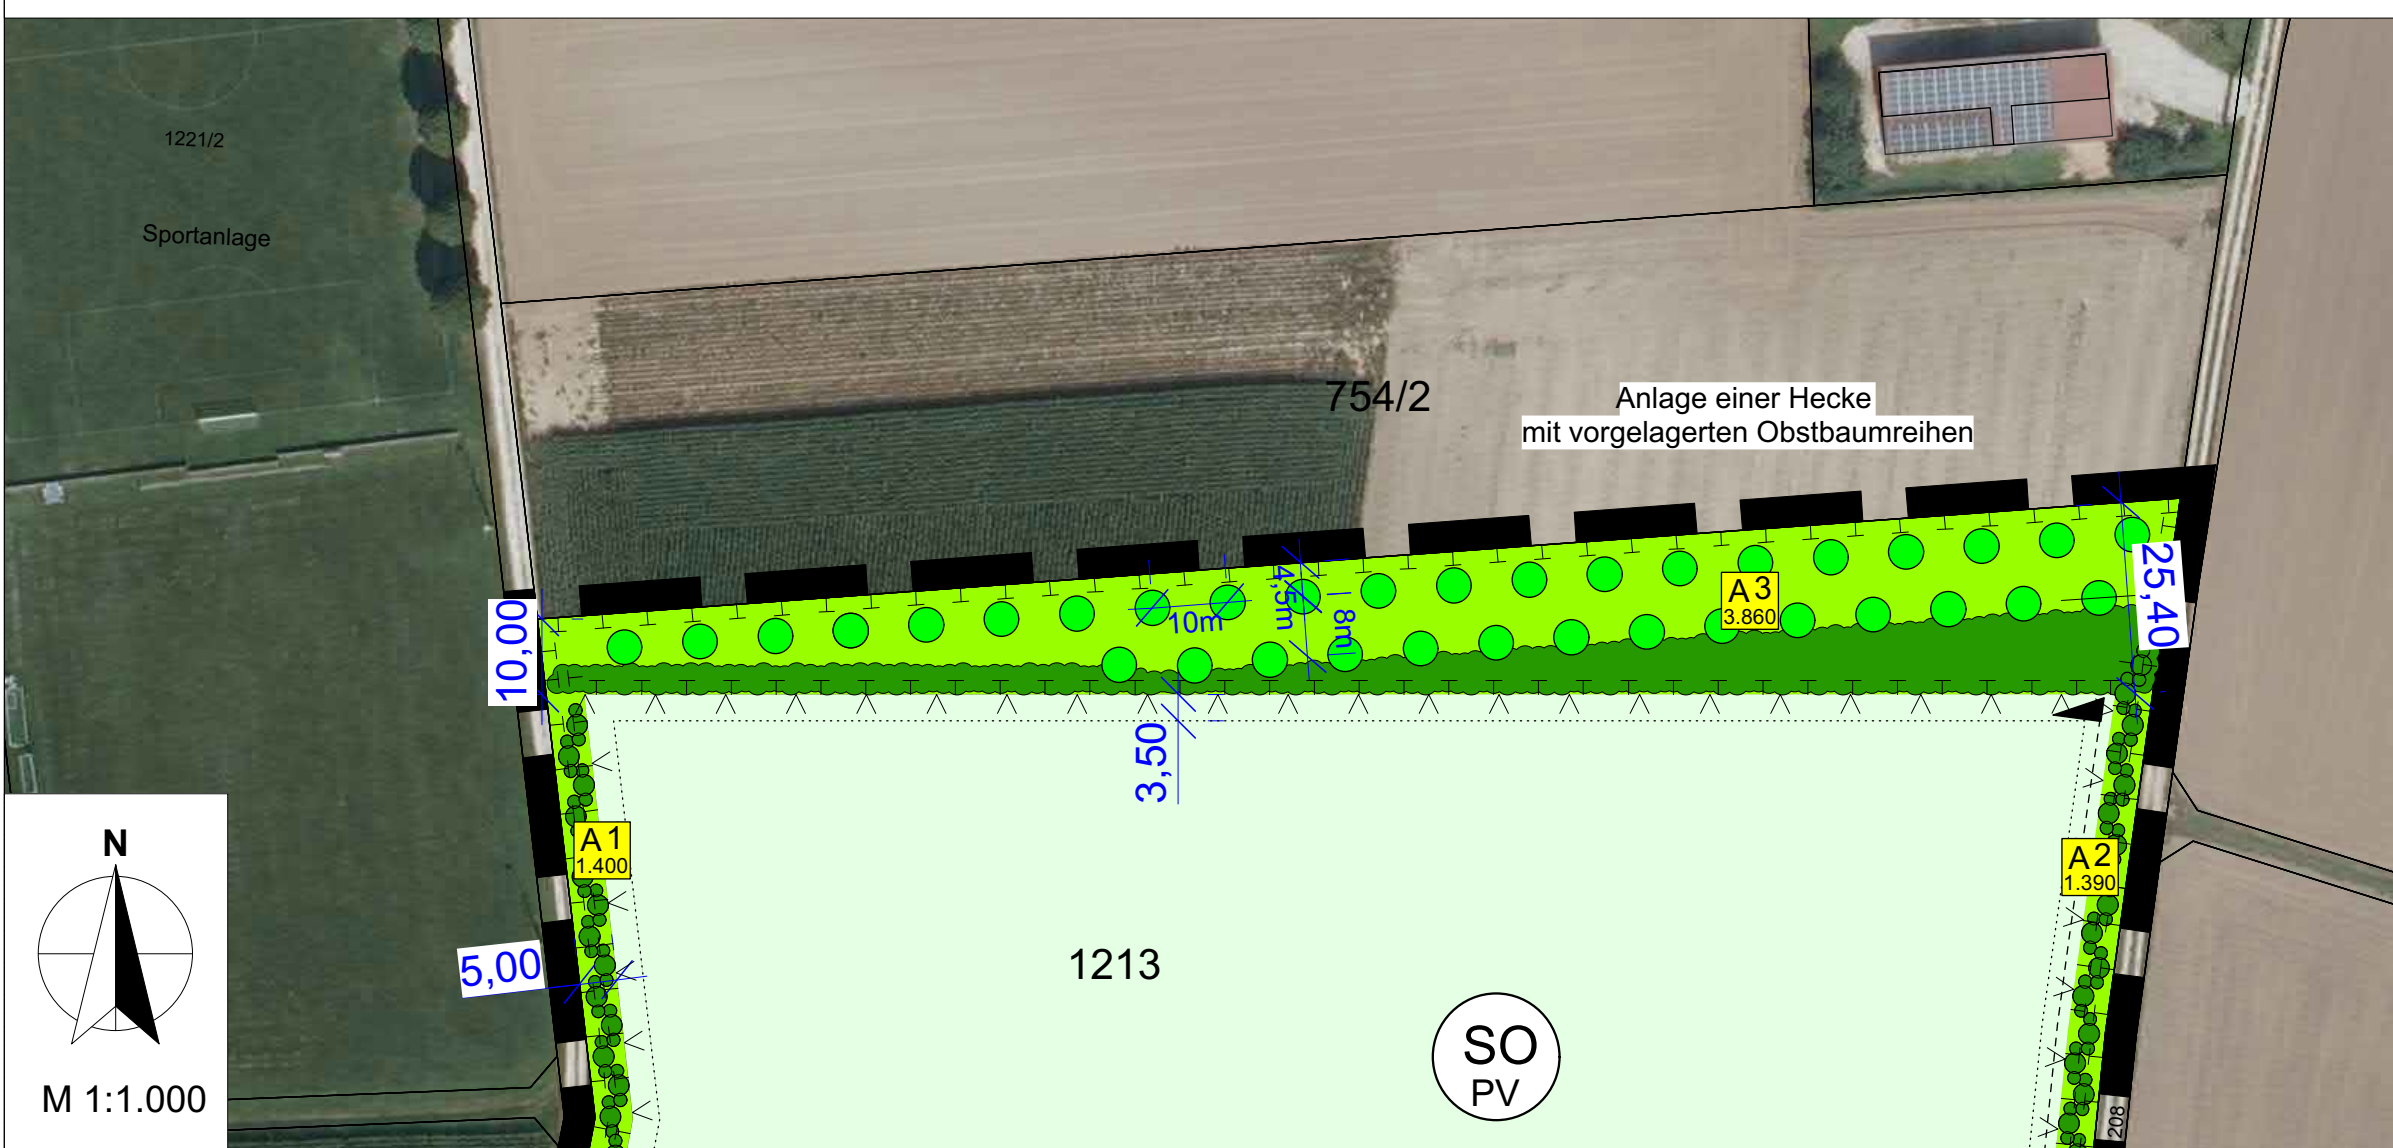 1221/2
Sportanlage
754/2
Anlage einer Hecke
mit vorgelagerten Obstbaumreihen
10,00
10m
4,5m
8m
A 3
3.860
25,40
3,50
A 1
1.400
A 2
1.390
5,00
1213
SO
PV
N
M 1:1.000
208